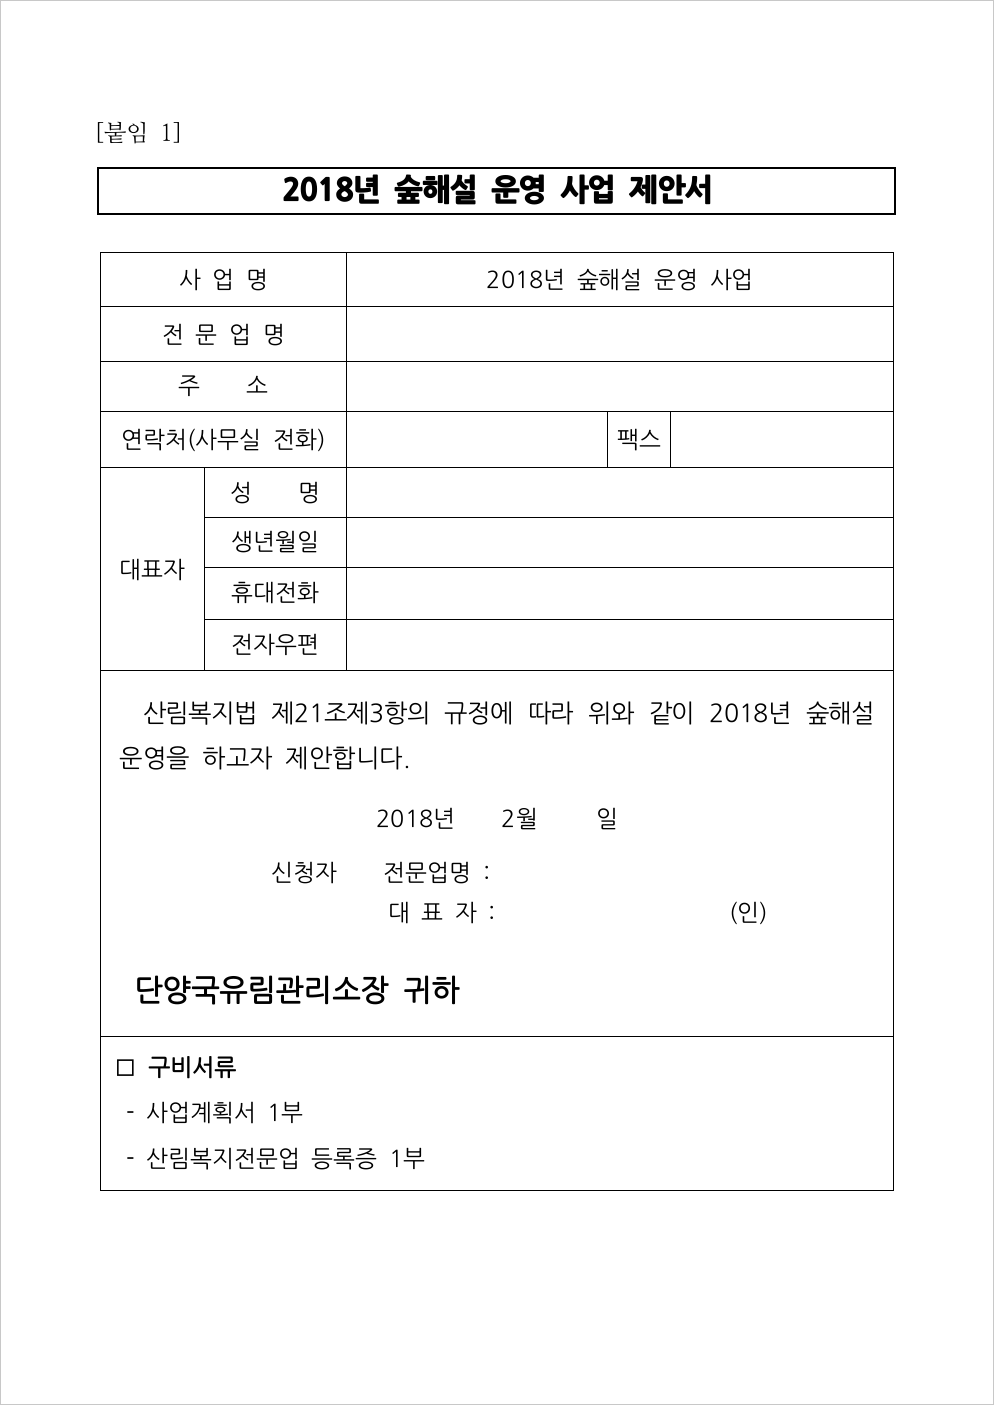 [붙임 1]
2018년 숲해설 운영 사업 제안서
사 업 명 2018년 숲해설 운영 사업
전 문 업 명
주 소
연락처(사무실 전화) 팩스
대표자
성 명
생년월일
휴대전화
전자우편
산림복지법 제21조제3항의 규정에 따라 위와 같이 2018년 숲해설
운영을 하고자 제안합니다.
2018년 2월 일
신청자 전문업명 :
대 표 자 : (인)
단양국유림관리소장 귀하
□ 구비서류
- 사업계획서 1부
- 산림복지전문업 등록증 1부